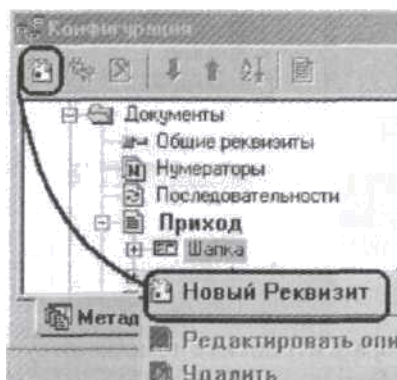 Конфигурация
Документы
Общие реквизиты
Нумераторы
Последовательности
Приход
Шапка
Новый Реквизит
Метад
Редактировать опи
Удалить